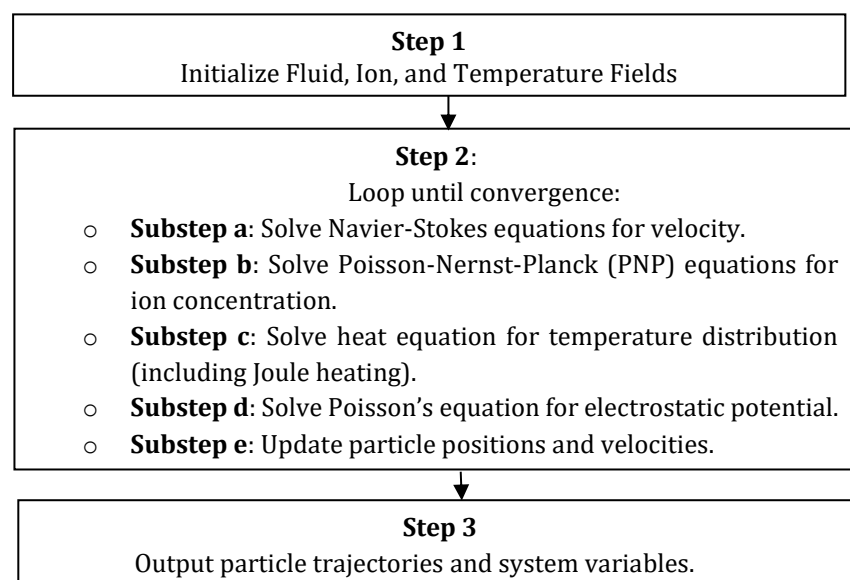 Step 1
Initialize Fluid, Ion, and Temperature Fields
Step 2:
Loop until convergence:
o Substep a: Solve Navier-Stokes equations for velocity.
o Substep b: Solve Poisson-Nernst-Planck (PNP) equations for
ion concentration.
o Substep c: Solve heat equation for temperature distribution
(including Joule heating).
o Substep d: Solve Poisson’s equation for electrostatic potential.
o Substep e: Update particle positions and velocities.
Step 3
Output particle trajectories and system variables.